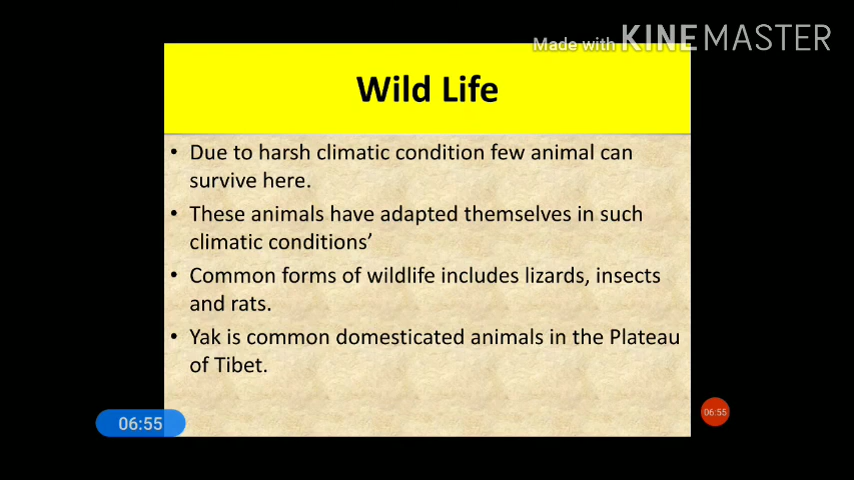 Made with KINEMASTER
Wild Life
• Due to harsh climatic condition few animal can
survive here.
• These animals have adapted themselves in such
climatic conditions’
• Common forms of wildlife includes lizards, insects
and rats.
• Yak is common domesticated animals in the Plateau
of Tibet.
06:55
06:55